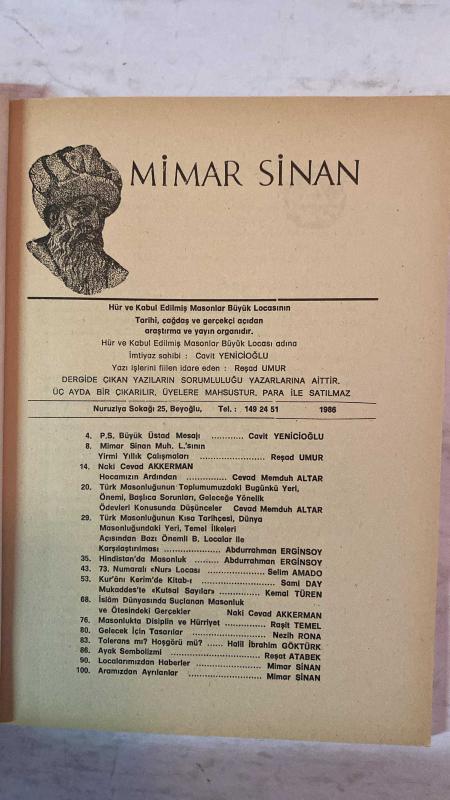 MİMAR SİNAN
Hür ve Kabul Edilmiş Masonlar Büyük Locasının
Tarihi, çağdaş ve gerçekçi açıdan
araştırma ve yayın organıdır.
Hür ve Kabul Edilmiş Masonlar Büyük Locası adına
İmtiyaz sahibi : Cavit YENİCİOĞLU
Yazı işlerini fiilen idare eden : Reşad UMUR
DERGİDE ÇIKAN YAZILARIN SORUMLULUĞU YAZARLARINA AİTTİR.
ÜÇ AYDA BİR ÇIKARILIR, ÜYELERE MAHSUSTUR. PARA İLE SATILMAZ
Nuruziya Sokağı 25, Beyoğlu, Tel. : 149 24 51 1986
4. P.S. Büyük Üstad Mesajı ............ Cavit YENİCİOĞLU
8. Mimar Sinan Muh. L.'sının
Yirmi Yıllık Çalışmaları .................... Reşad UMUR
14. Naki Cevad AKKERMAN
Hocamızın Ardından ............... Cevad Memduh ALTAR
20. Türk Masonluğunun Toplumumuzdaki Bugünkü Yeri,
Önemi, Başlıca Sorunları, Geleceğe Yönelik
Ödevleri Konusunda Düşünceler Cevad Memduh ALTAR
29. Türk Masonluğunun Kısa Tarihçesi, Dünya
Masonluğundaki Yeri, Temel İlkeleri
Açısından Bazı Önemli B. Localar ile
Karşılaştırılması .................. Abdurrahman ERGİNSOY
35. Hindistan'da Masonluk ........ Abdurrahman ERGİNSOY
43. 73. Numaralı «Nur» Locası .................. Selim AMADO
53. Kur'ânı Kerim'de Kitab-ı ....................... Sami DAY
Mukaddes'te «Kutsal Sayılar» ............... Kemal TÜREN
68. İslâm Dünyasında Suçlanan Masonluk
ve Ötesindeki Gerçekler Naki Cevad AKKERMAN
76. Masonlukta Disiplin ve Hürriyet ............... Raşit TEMEL
80. Gelecek İçin Tasarılar ........................ Nezih RONA
83. Tolerans mı? Hoşgörü mü? ...... Halil İbrahim GÖKTÜRK
86. Ayak Sembolizmi ........................... Reşat ATABEK
90. Localarımızdan Haberler ..................... Mimar SİNAN
100. Aramızdan Ayrılanlar ........................ Mimar SİNAN